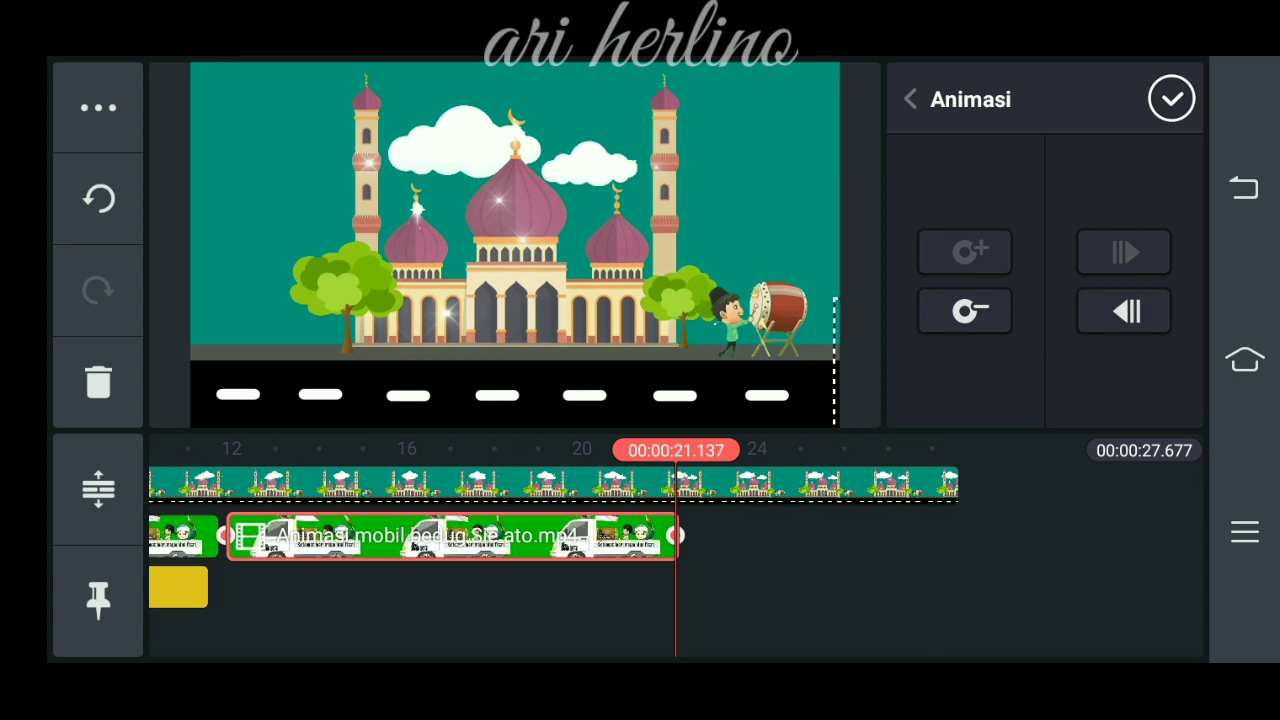 ari herlino
Animasi
12
16
20
00:00:21.137
24
00:00:27.677
Animasi mobil bedug Sie ato.mp4